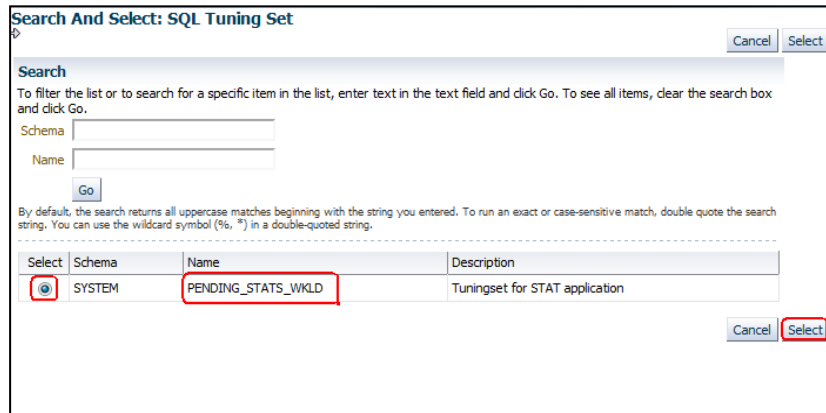 Search And Select: SQL Tuning Set
Cancel Select
Search
To filter the list or to search for a specific item in the list, enter text in the text field and click Go. To see all items, clear the search box
and click Go.
Schema
Name
Go
By default, the search returns all uppercase matches beginning with the string you entered. To run an exact or case-sensitive match, double quote the search
string. You can use the wildcard symbol (%, *) in a double-quoted string.
Select Schema Name Description
SYSTEM PENDING_STATS_WKLD Tuningset for STAT application
Cancel Select